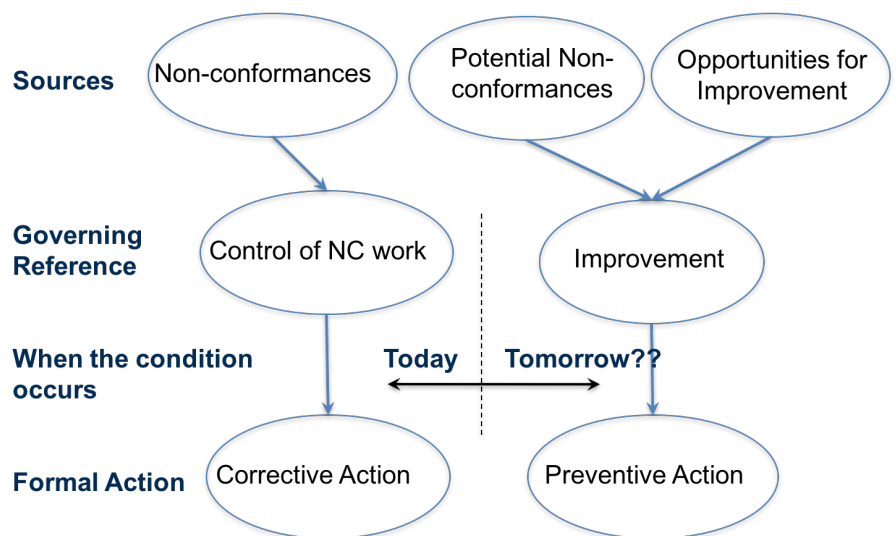 Sources
Non-conformances
Potential Non-
conformances
Opportunities for
Improvement
Governing
Reference
Control of NC work
Improvement
When the condition
occurs
Today
Tomorrow??
Formal Action
Corrective Action
Preventive Action